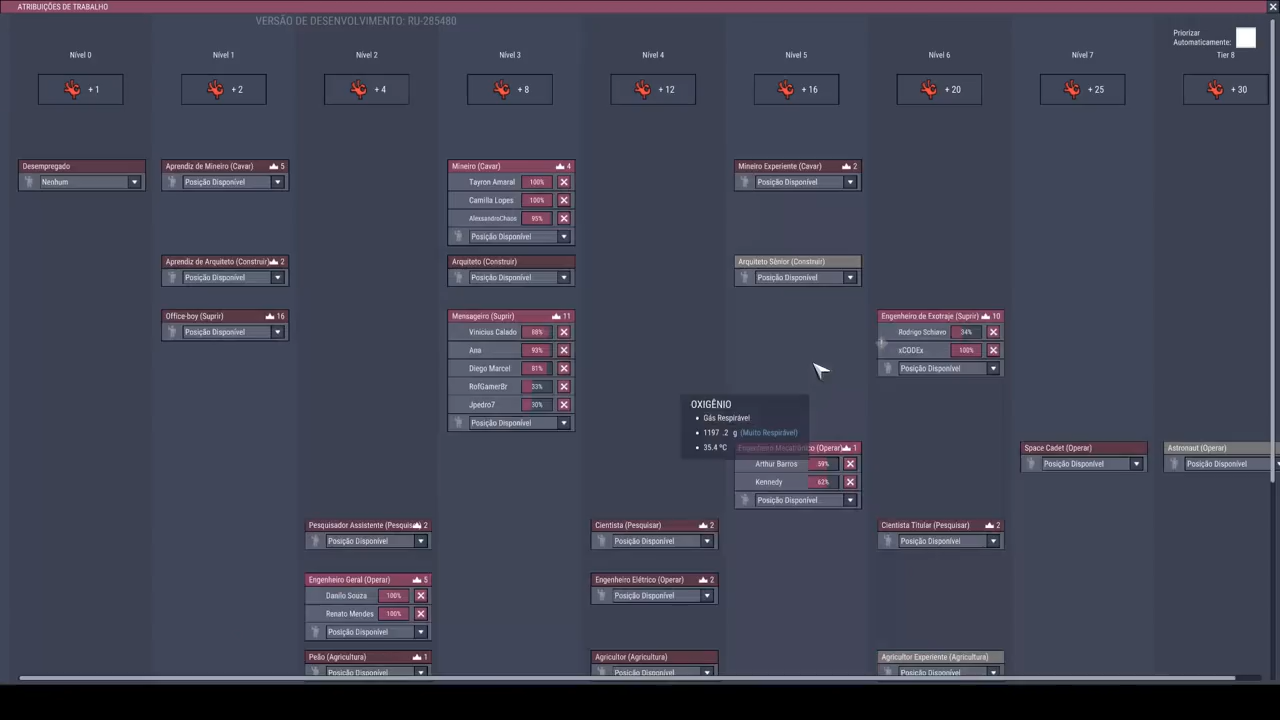 ATRIBUIÇÕES DE TRABALHO
VERSÃO DE DESENVOLVIMENTO: RU-285480
Priorizar
Automaticamente:
Nível 0
Nível 1
Nível 2
Nível 3
Nível 4
Nível 5
Nível 6
Nível 7
Tier 8
+ 1
+ 2
+ 4
+ 8
+ 12
+ 16
+ 20
+ 25
+ 30
Desempregado
Nenhum
Aprendiz de Mineiro (Cavar) 5
Posição Disponível
Mineiro (Cavar) 4
Tayron Amaral 100%
Camilla Lopes 100%
AlexsandroChaos 95%
Posição Disponível
Mineiro Experiente (Cavar) 2
Posição Disponível
Aprendiz de Arquiteto (Construir) 2
Posição Disponível
Arquiteto (Construir)
Posição Disponível
Arquiteto Sênior (Construir)
Posição Disponível
Office-boy (Suprir) 16
Posição Disponível
Mensageiro (Suprir) 11
Vinicius Calado 88%
Ana 93%
Diego Marcel 81%
RofGamerBr 33%
Jpedro7 30%
Posição Disponível
Engenheiro de Exotraje (Suprir) 10
Rodrigo Schiavo 34%
xCODEx 100%
Posição Disponível
OXIGÊNIO
Gás Respirável
1197 .2 g (Muito Respirável)
35.4 ºC
Engenheiro Mecatrônico (Operar) 1
Arthur Barros 59%
Kennedy 62%
Posição Disponível
Space Cadet (Operar)
Posição Disponível
Astronaut (Operar)
Posição Disponível
Pesquisador Assistente (Pesquisa 2
Posição Disponível
Cientista (Pesquisar) 2
Posição Disponível
Cientista Titular (Pesquisar) 2
Posição Disponível
Engenheiro Geral (Operar) 5
Danilo Souza 100%
Renato Mendes 100%
Posição Disponível
Engenheiro Elétrico (Operar) 2
Posição Disponível
Peão (Agricultura) 1
Posição Disponível
Agricultor (Agricultura)
Posição Disponível
Agricultor Experiente (Agricultura)
Posição Disponível